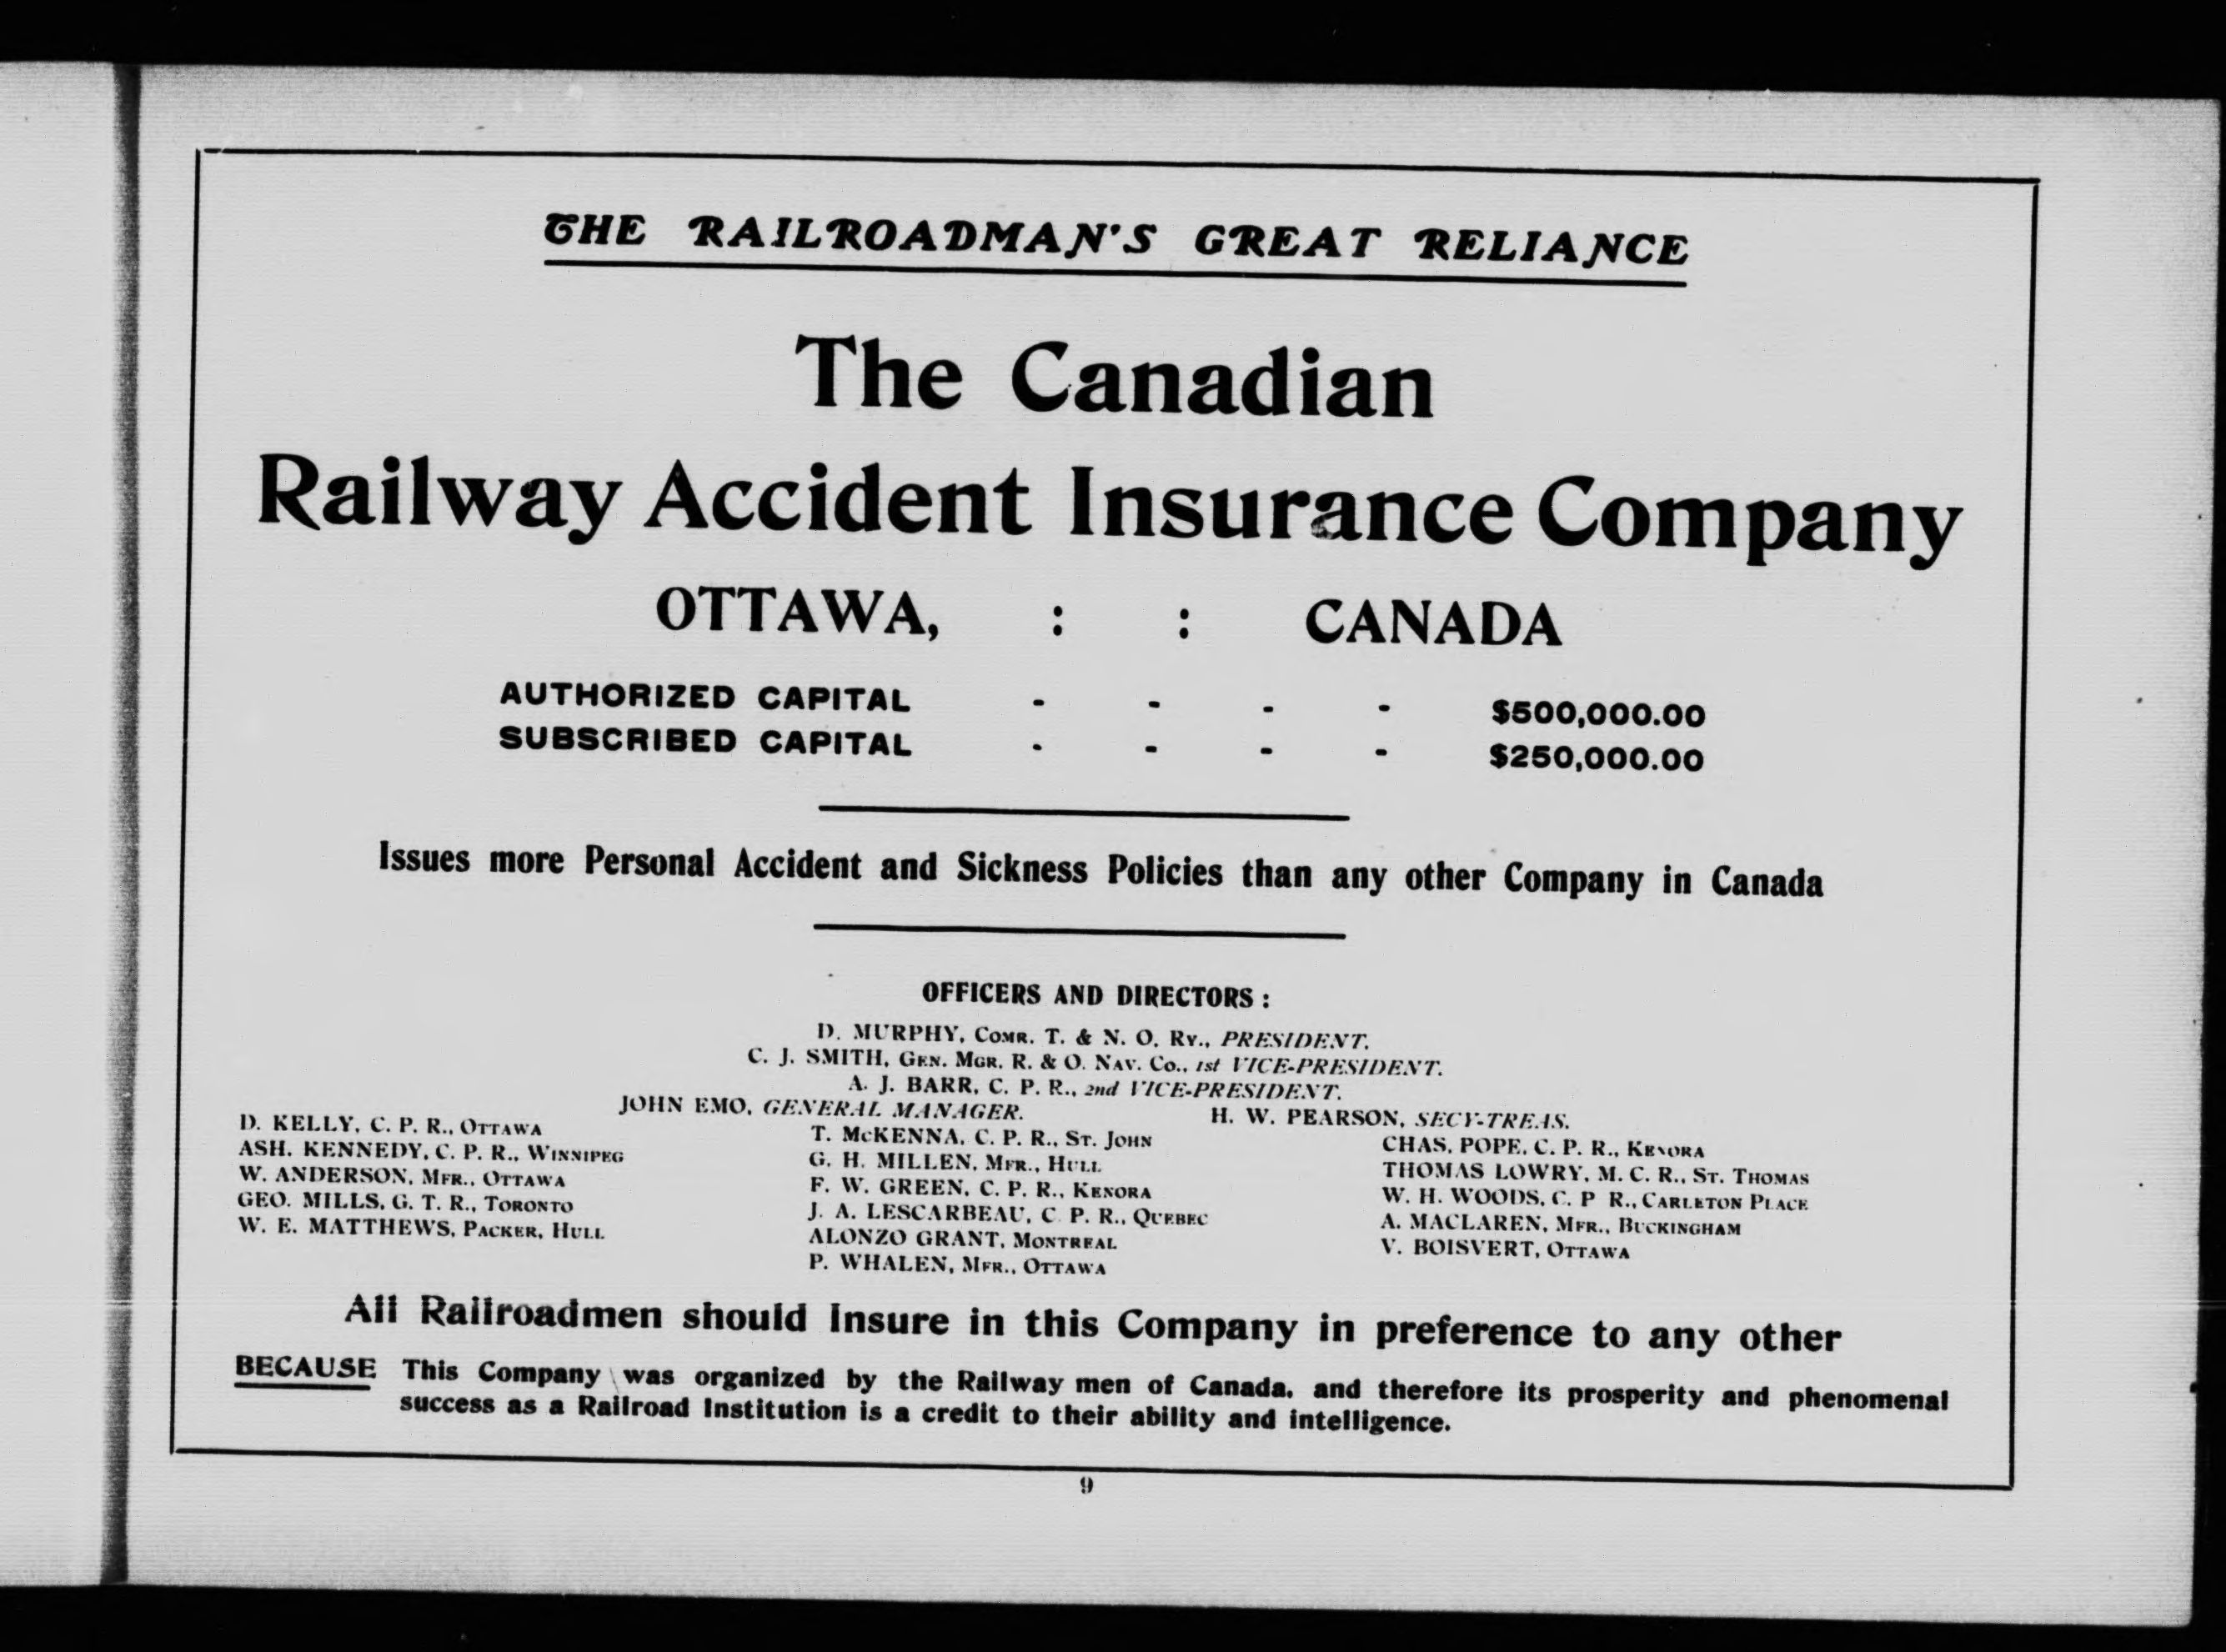 THE RAILROADMAN'S GREAT RELIANCE
The Canadian
Railway Accident Insurance Company
OTTAWA, : : CANADA
AUTHORIZED CAPITAL - - - - $500,000.00
SUBSCRIBED CAPITAL - - - - $250,000.00
Issues more Personal Accident and Sickness Policies than any other Company in Canada
OFFICERS AND DIRECTORS :
D. MURPHY, COMR. T. & N. O. RY., PRESIDENT.
C. J. SMITH, GEN. MGR. R. & O. NAV. CO., 1st VICE-PRESIDENT.
A. J. BARR, C. P. R., 2nd VICE-PRESIDENT.
JOHN EMO, GENERAL MANAGER. H. W. PEARSON, SECY-TREAS.
D. KELLY, C. P. R., OTTAWA
ASH. KENNEDY, C. P. R., WINNIPEG
W. ANDERSON, MFR., OTTAWA
GEO. MILLS, G. T. R., TORONTO
W. E. MATTHEWS, PACKER, HULL
T. McKENNA, C. P. R., ST. JOHN
G. H. MILLEN, MFR., HULL
F. W. GREEN, C. P. R., KENORA
J. A. LESCARBEAU, C. P. R., QUEBEC
ALONZO GRANT, MONTREAL
P. WHALEN, MFR., OTTAWA
CHAS. POPE, C. P. R., KENORA
THOMAS LOWRY, M. C. R., ST. THOMAS
W. H. WOODS, C. P R., CARLETON PLACE
A. MACLAREN, MFR., BUCKINGHAM
V. BOISVERT, OTTAWA
All Railroadmen should Insure in this Company in preference to any other
BECAUSE This Company was organized by the Railway men of Canada, and therefore its prosperity and phenomenal
success as a Railroad Institution is a credit to their ability and intelligence.
9